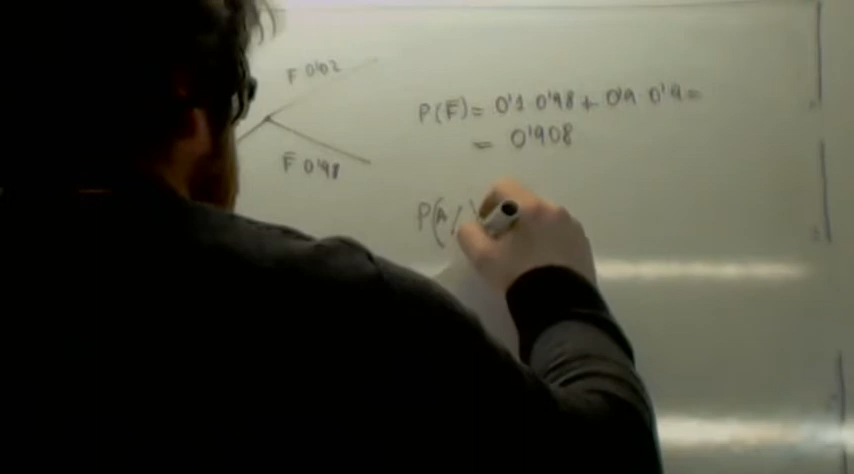 F 0'02
P(F̅)= 0'1 0'98 + 0'9 0'9 =
= 0'908
F̅ 0'98
P(A/